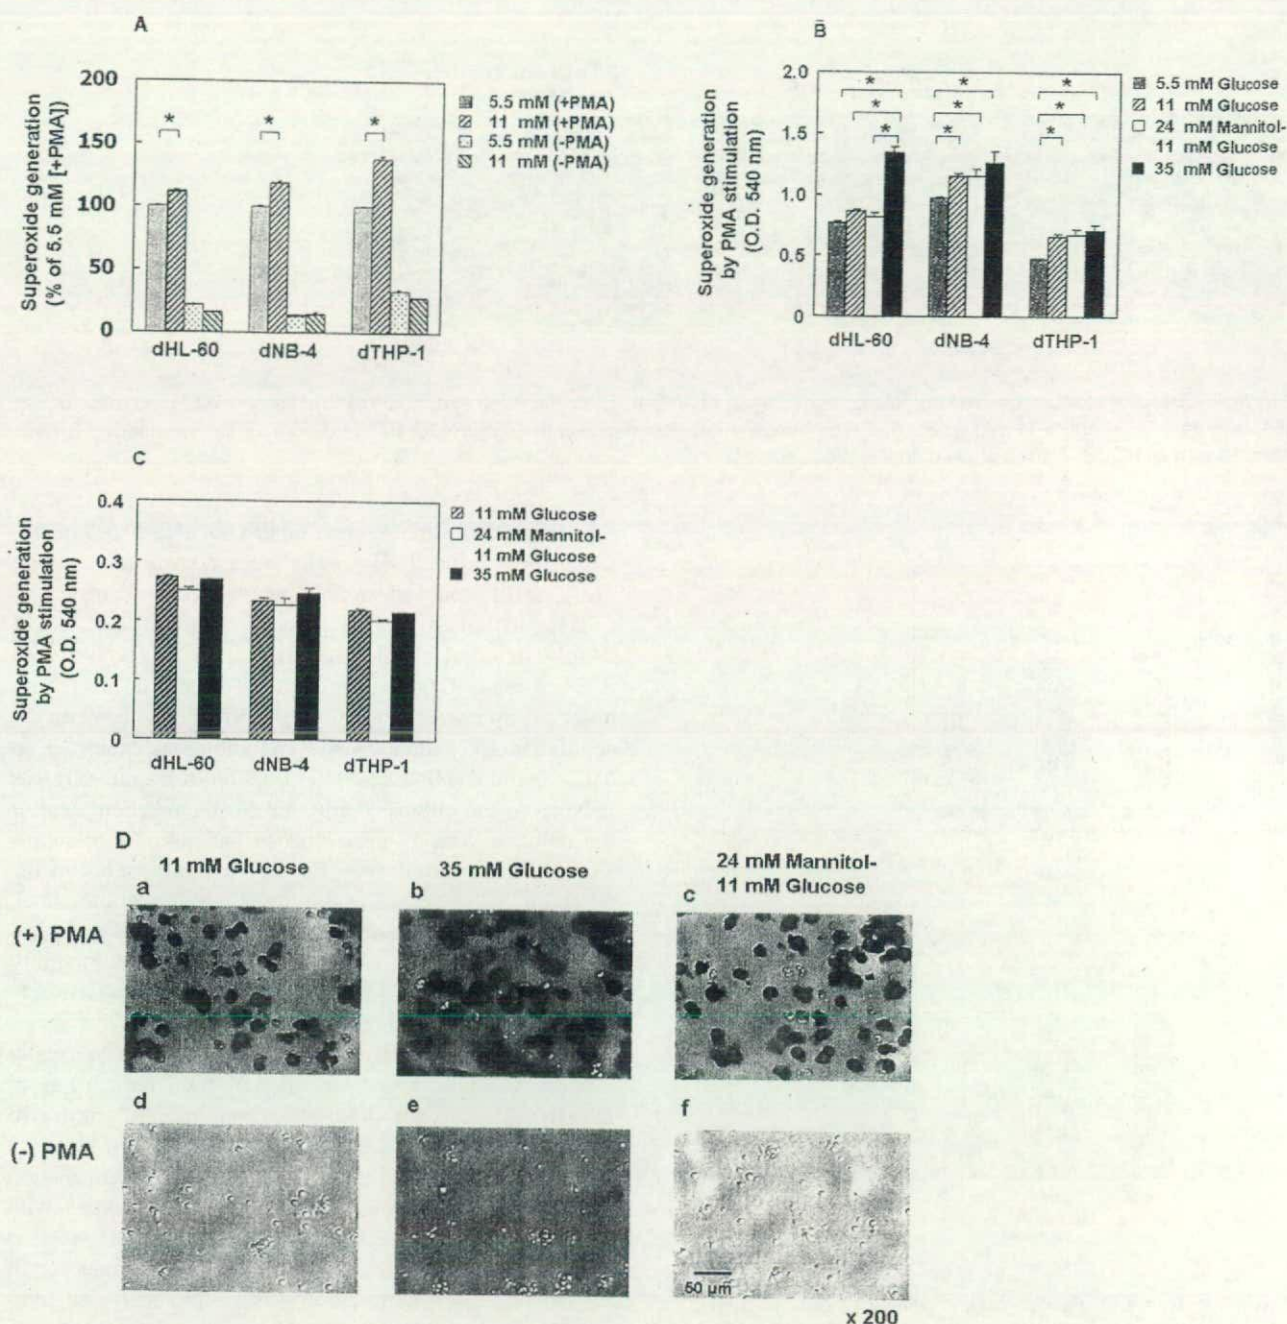 A
Superoxide generation
(% of 5.5 mM [+PMA])
200
150
100
50
0
* * *
dHL-60 dNB-4 dTHP-1
5.5 mM (+PMA)
11 mM (+PMA)
5.5 mM (-PMA)
11 mM (-PMA)
B
Superoxide generation
by PMA stimulation
(O.D. 540 nm)
2.0
1.5
1.0
0.5
0
* * *
* * *
* * *
dHL-60 dNB-4 dTHP-1
5.5 mM Glucose
11 mM Glucose
24 mM Mannitol-
11 mM Glucose
35 mM Glucose
C
Superoxide generation
by PMA stimulation
(O.D. 540 nm)
0.4
0.3
0.2
0.1
0
dHL-60 dNB-4 dTHP-1
11 mM Glucose
24 mM Mannitol-
11 mM Glucose
35 mM Glucose
D
11 mM Glucose
35 mM Glucose
24 mM Mannitol-
11 mM Glucose
a b c
(+) PMA
d e f
(-) PMA
50 µm
x 200